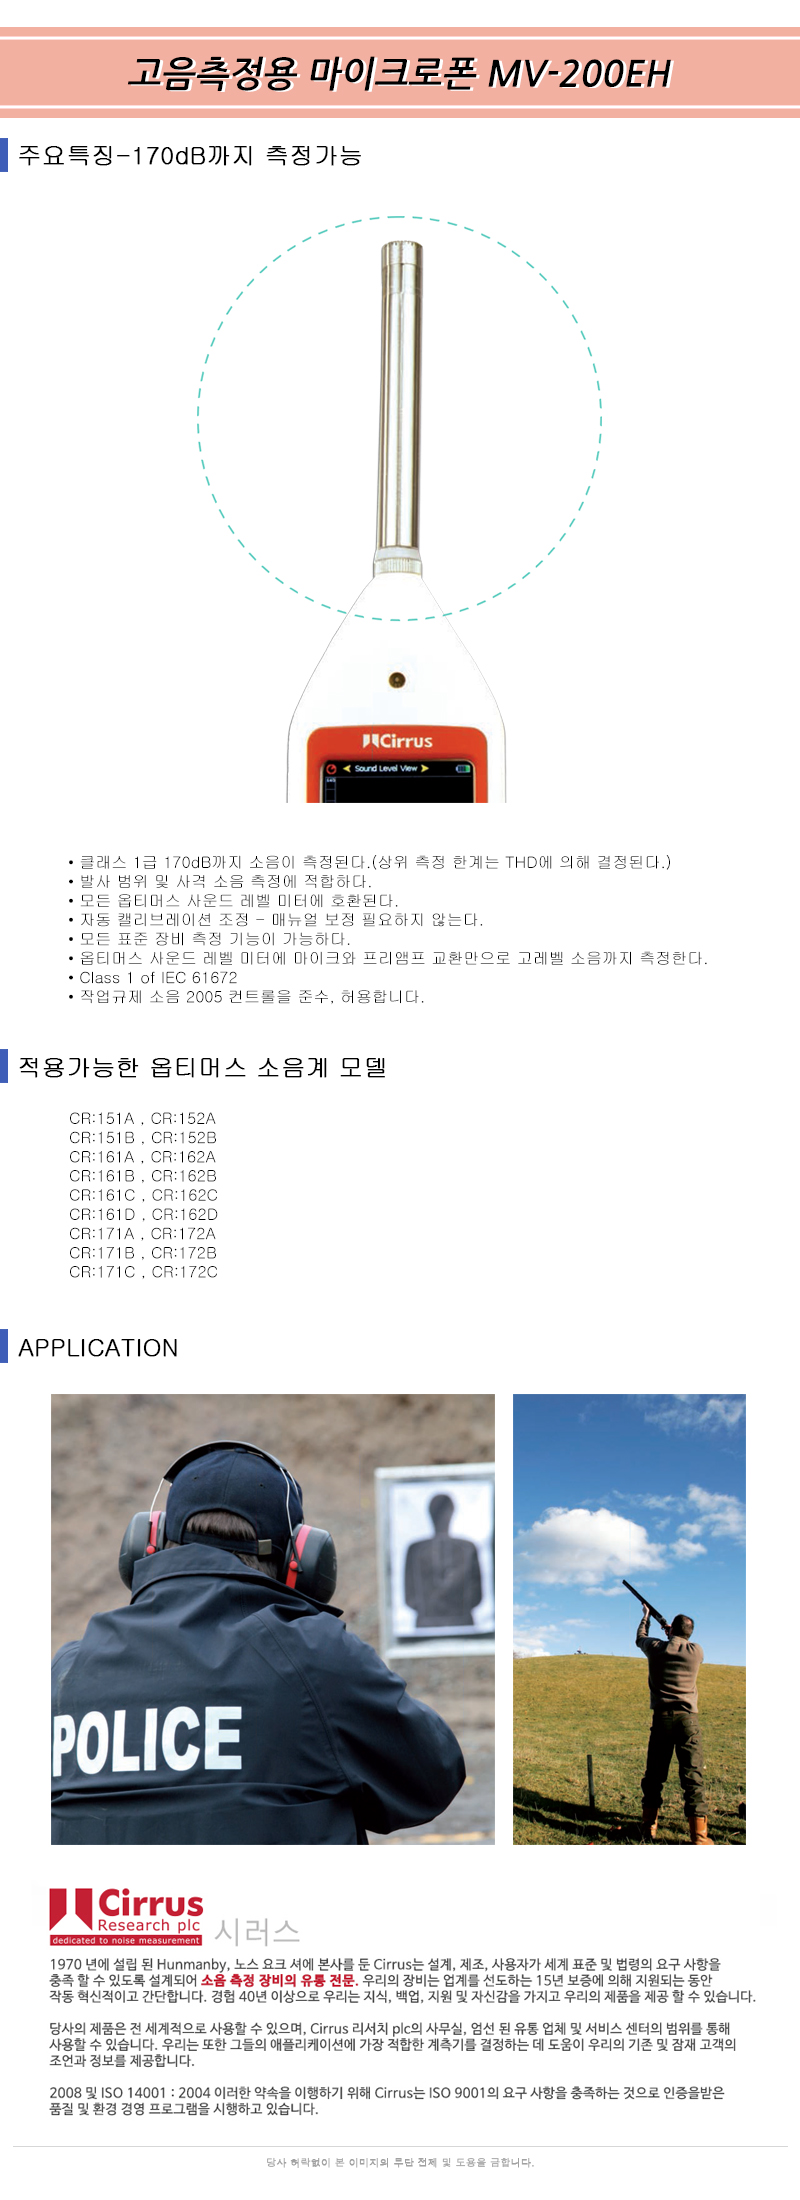 고음측정용 마이크로폰 MV-200EH
주요특징-170dB까지 측정가능
Cirrus
Sound Level View
• 클래스 1급 170dB까지 소음이 측정된다.(상위 측정 한계는 THD에 의해 결정된다.)
• 발사 범위 및 사격 소음 측정에 적합하다.
• 모든 옵티머스 사운드 레벨 미터에 호환된다.
• 자동 캘리브레이션 조정 - 매뉴얼 보정 필요하지 않는다.
• 모든 표준 장비 측정 기능이 가능하다.
• 옵티머스 사운드 레벨 미터에 마이크와 프리앰프 교환만으로 고레벨 소음까지 측정한다.
• Class 1 of IEC 61672
• 작업규제 소음 2005 컨트롤을 준수, 허용합니다.
적용가능한 옵티머스 소음계 모델
CR:151A , CR:152A
CR:151B , CR:152B
CR:161A , CR:162A
CR:161B , CR:162B
CR:161C , CR:162C
CR:161D , CR:162D
CR:171A , CR:172A
CR:171B , CR:172B
CR:171C , CR:172C
APPLICATION
POLICE
Cirrus
Research plc
dedicated to noise measurement
시러스
1970 년에 설립 된 Hunmanby, 노스 요크 셔에 본사를 둔 Cirrus는 설계, 제조, 사용자가 세계 표준 및 법령의 요구 사항을
충족 할 수 있도록 설계되어 소음 측정 장비의 유통 전문. 우리의 장비는 업계를 선도하는 15년 보증에 의해 지원되는 동안
작동 혁신적이고 간단합니다. 경험 40년 이상으로 우리는 지식, 백업, 지원 및 자신감을 가지고 우리의 제품을 제공 할 수 있습니다.
당사의 제품은 전 세계적으로 사용할 수 있으며, Cirrus 리서치 plc의 사무실, 엄선 된 유통 업체 및 서비스 센터의 범위를 통해
사용할 수 있습니다. 우리는 또한 그들의 애플리케이션에 가장 적합한 계측기를 결정하는 데 도움이 우리의 기존 및 잠재 고객의
조언과 정보를 제공합니다.
2008 및 ISO 14001 : 2004 이러한 약속을 이행하기 위해 Cirrus는 ISO 9001의 요구 사항을 충족하는 것으로 인증을받은
품질 및 환경 경영 프로그램을 시행하고 있습니다.
당사 허락없이 본 이미지의 무단 전제 및 도용을 금합니다.